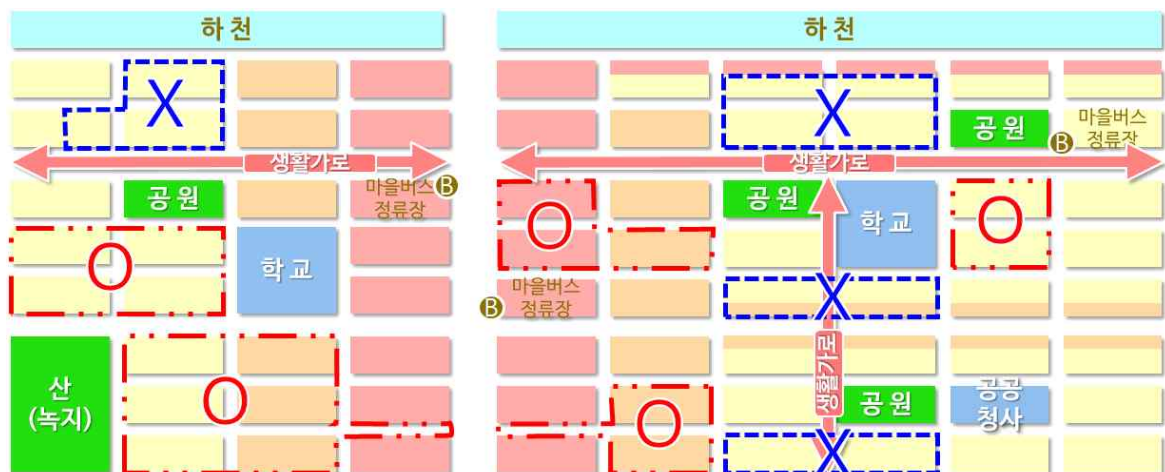 하천
X
생활가로
공원
마을버스 B
정류장
O
학교
산
(녹지)
O
하천
X
공원
마을버스
B 정류장
생활가로
O
공원
학교
O
마을버스
B 정류장
X
생활가로
O
공원
공공
청사
X